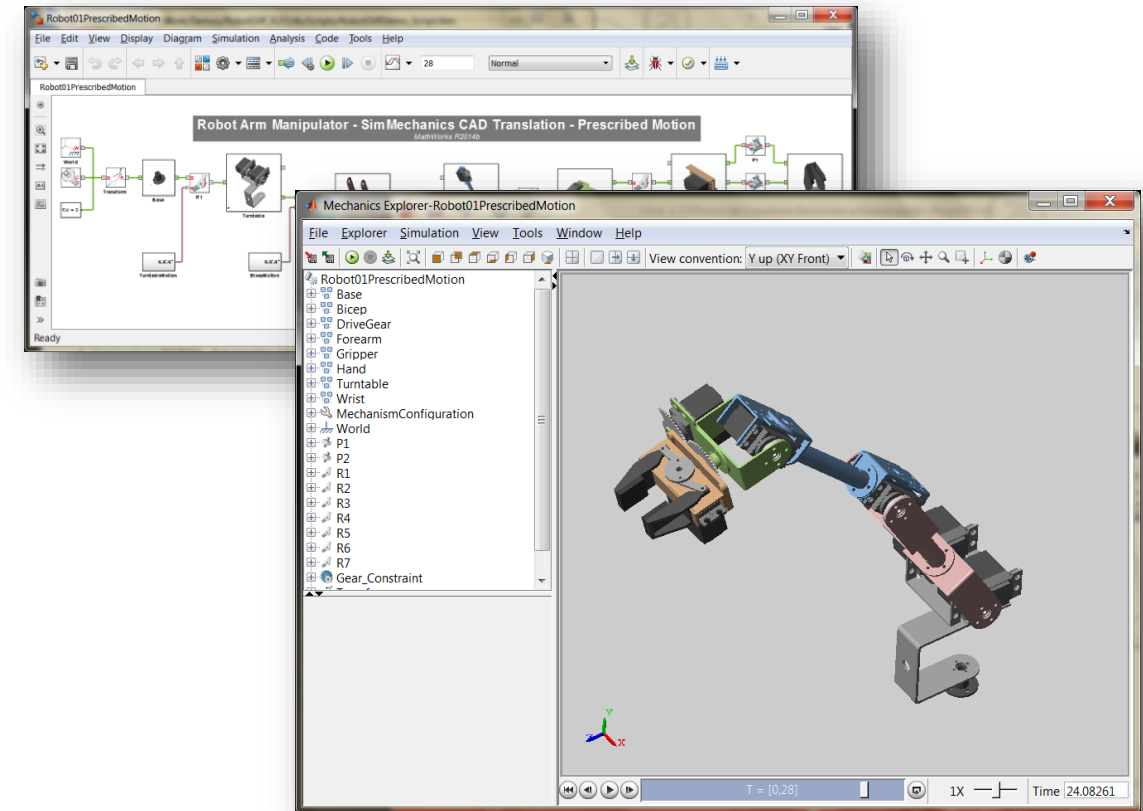 Robot01PrescribedMotion
File Edit View Display Diagram Simulation Analysis Code Tools Help
28 Normal
Robot01PrescribedMotion
Robot Arm Manipulator - SimMechanics CAD Translation - Prescribed Motion
MathWorks R2014b
World
Transform
Base
R1
Turntable
P1
f(x) = 0
TurntableMotion
BicepMotion
Ready
Mechanics Explorer-Robot01PrescribedMotion
File Explorer Simulation View Tools Window Help
View convention: Y up (XY Front)
Robot01PrescribedMotion
Base
Bicep
DriveGear
Forearm
Gripper
Hand
Turntable
Wrist
MechanismConfiguration
World
P1
P2
R1
R2
R3
R4
R5
R6
R7
Gear_Constraint
Y
Z
X
T = [0,28]
1X
Time 24.08261